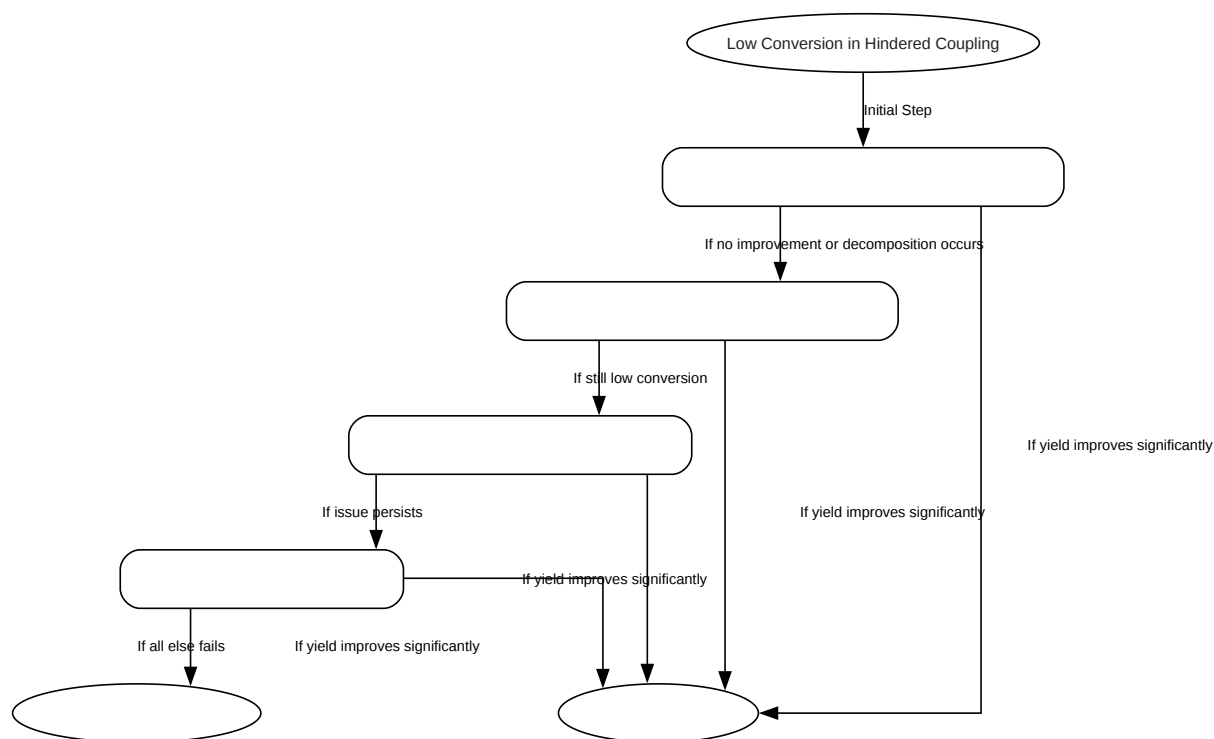 Low Conversion in Hindered Coupling
Initial Step
If no improvement or decomposition occurs
If still low conversion
If yield improves significantly
If issue persists
If yield improves significantly
If yield improves significantly
If all else fails
If yield improves significantly